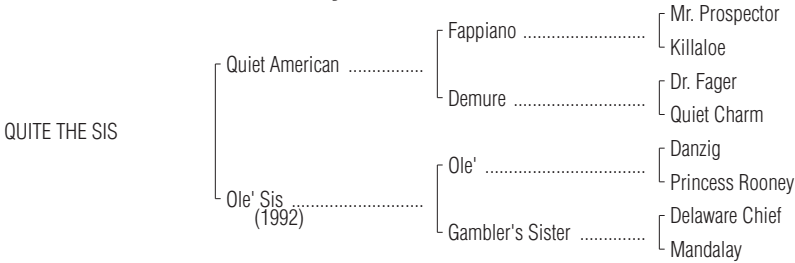 Mr. Prospector
Fappiano ..........................
Killaloe
Quiet American ................
Dr. Fager
Demure ............................
Quiet Charm
QUITE THE SIS
Danzig
Ole' ..................................
Princess Rooney
Ole' Sis ............................
(1992)
Delaware Chief
Gambler's Sister ..............
Mandalay